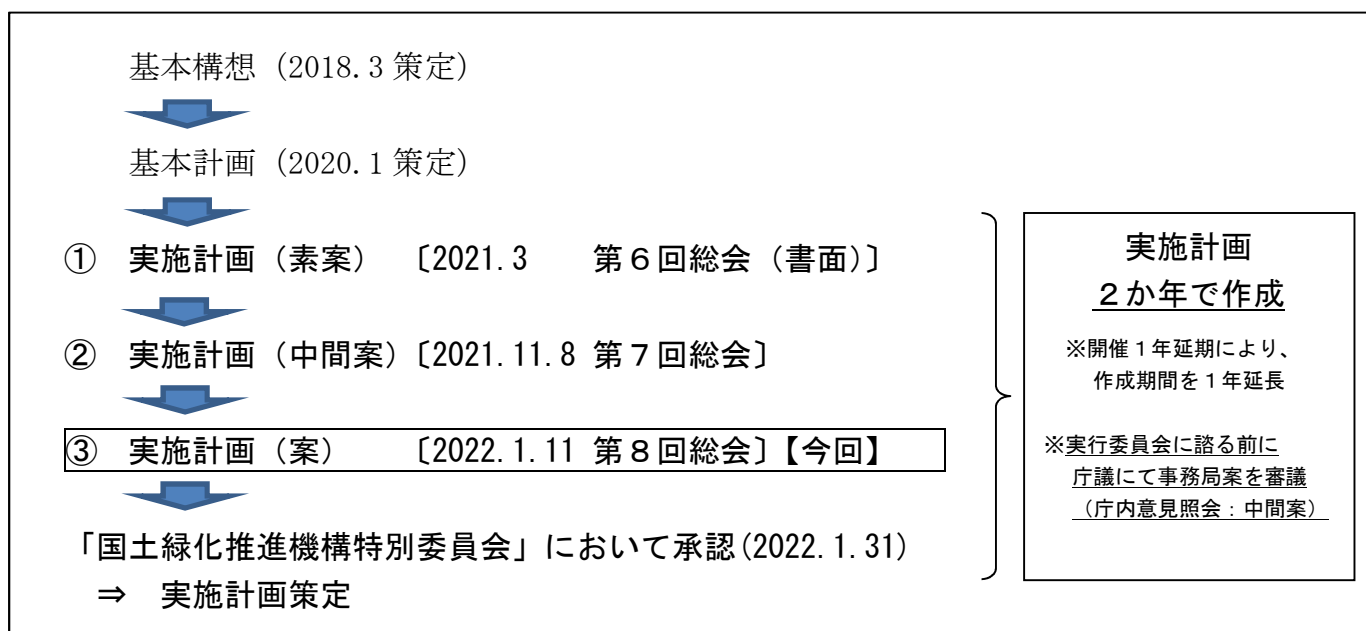 基本構想（2018.3 策定）
基本計画（2020.1 策定）
① 実施計画（素案） 〔2021.3 第６回総会（書面）〕
② 実施計画（中間案）〔2021.11.8 第７回総会〕
③ 実施計画（案） 〔2022.1.11 第８回総会〕【今回】
「国土緑化推進機構特別委員会」において承認(2022.1.31)
⇒ 実施計画策定
実施計画
２か年で作成
※開催１年延期により、
作成期間を１年延長
※実行委員会に諮る前に
庁議にて事務局案を審議
（庁内意見照会：中間案）